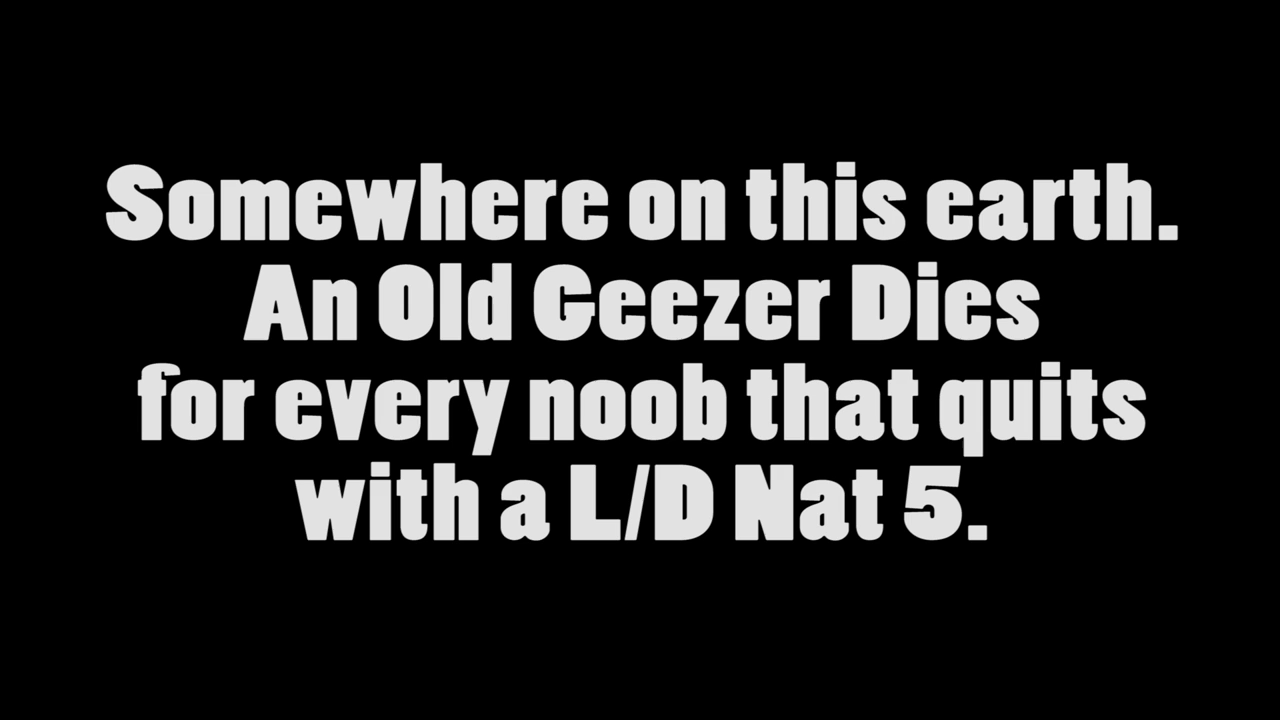 Somewhere on this earth.
An Old Geezer Dies
for every noob that quits
with a L/D Nat 5.